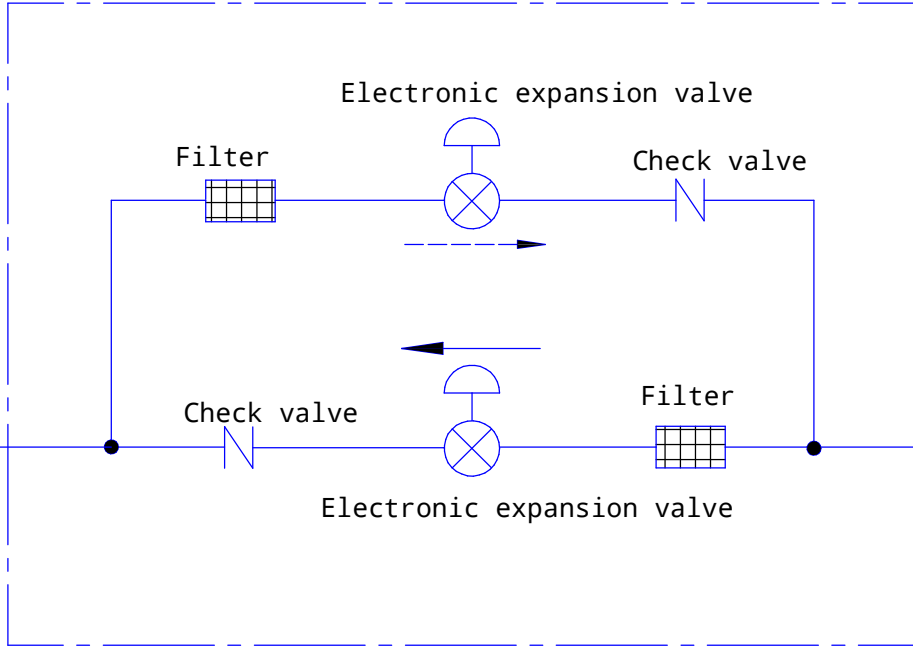 Electronic expansion valve
Filter
Check valve
Filter
Check valve
Electronic expansion valve